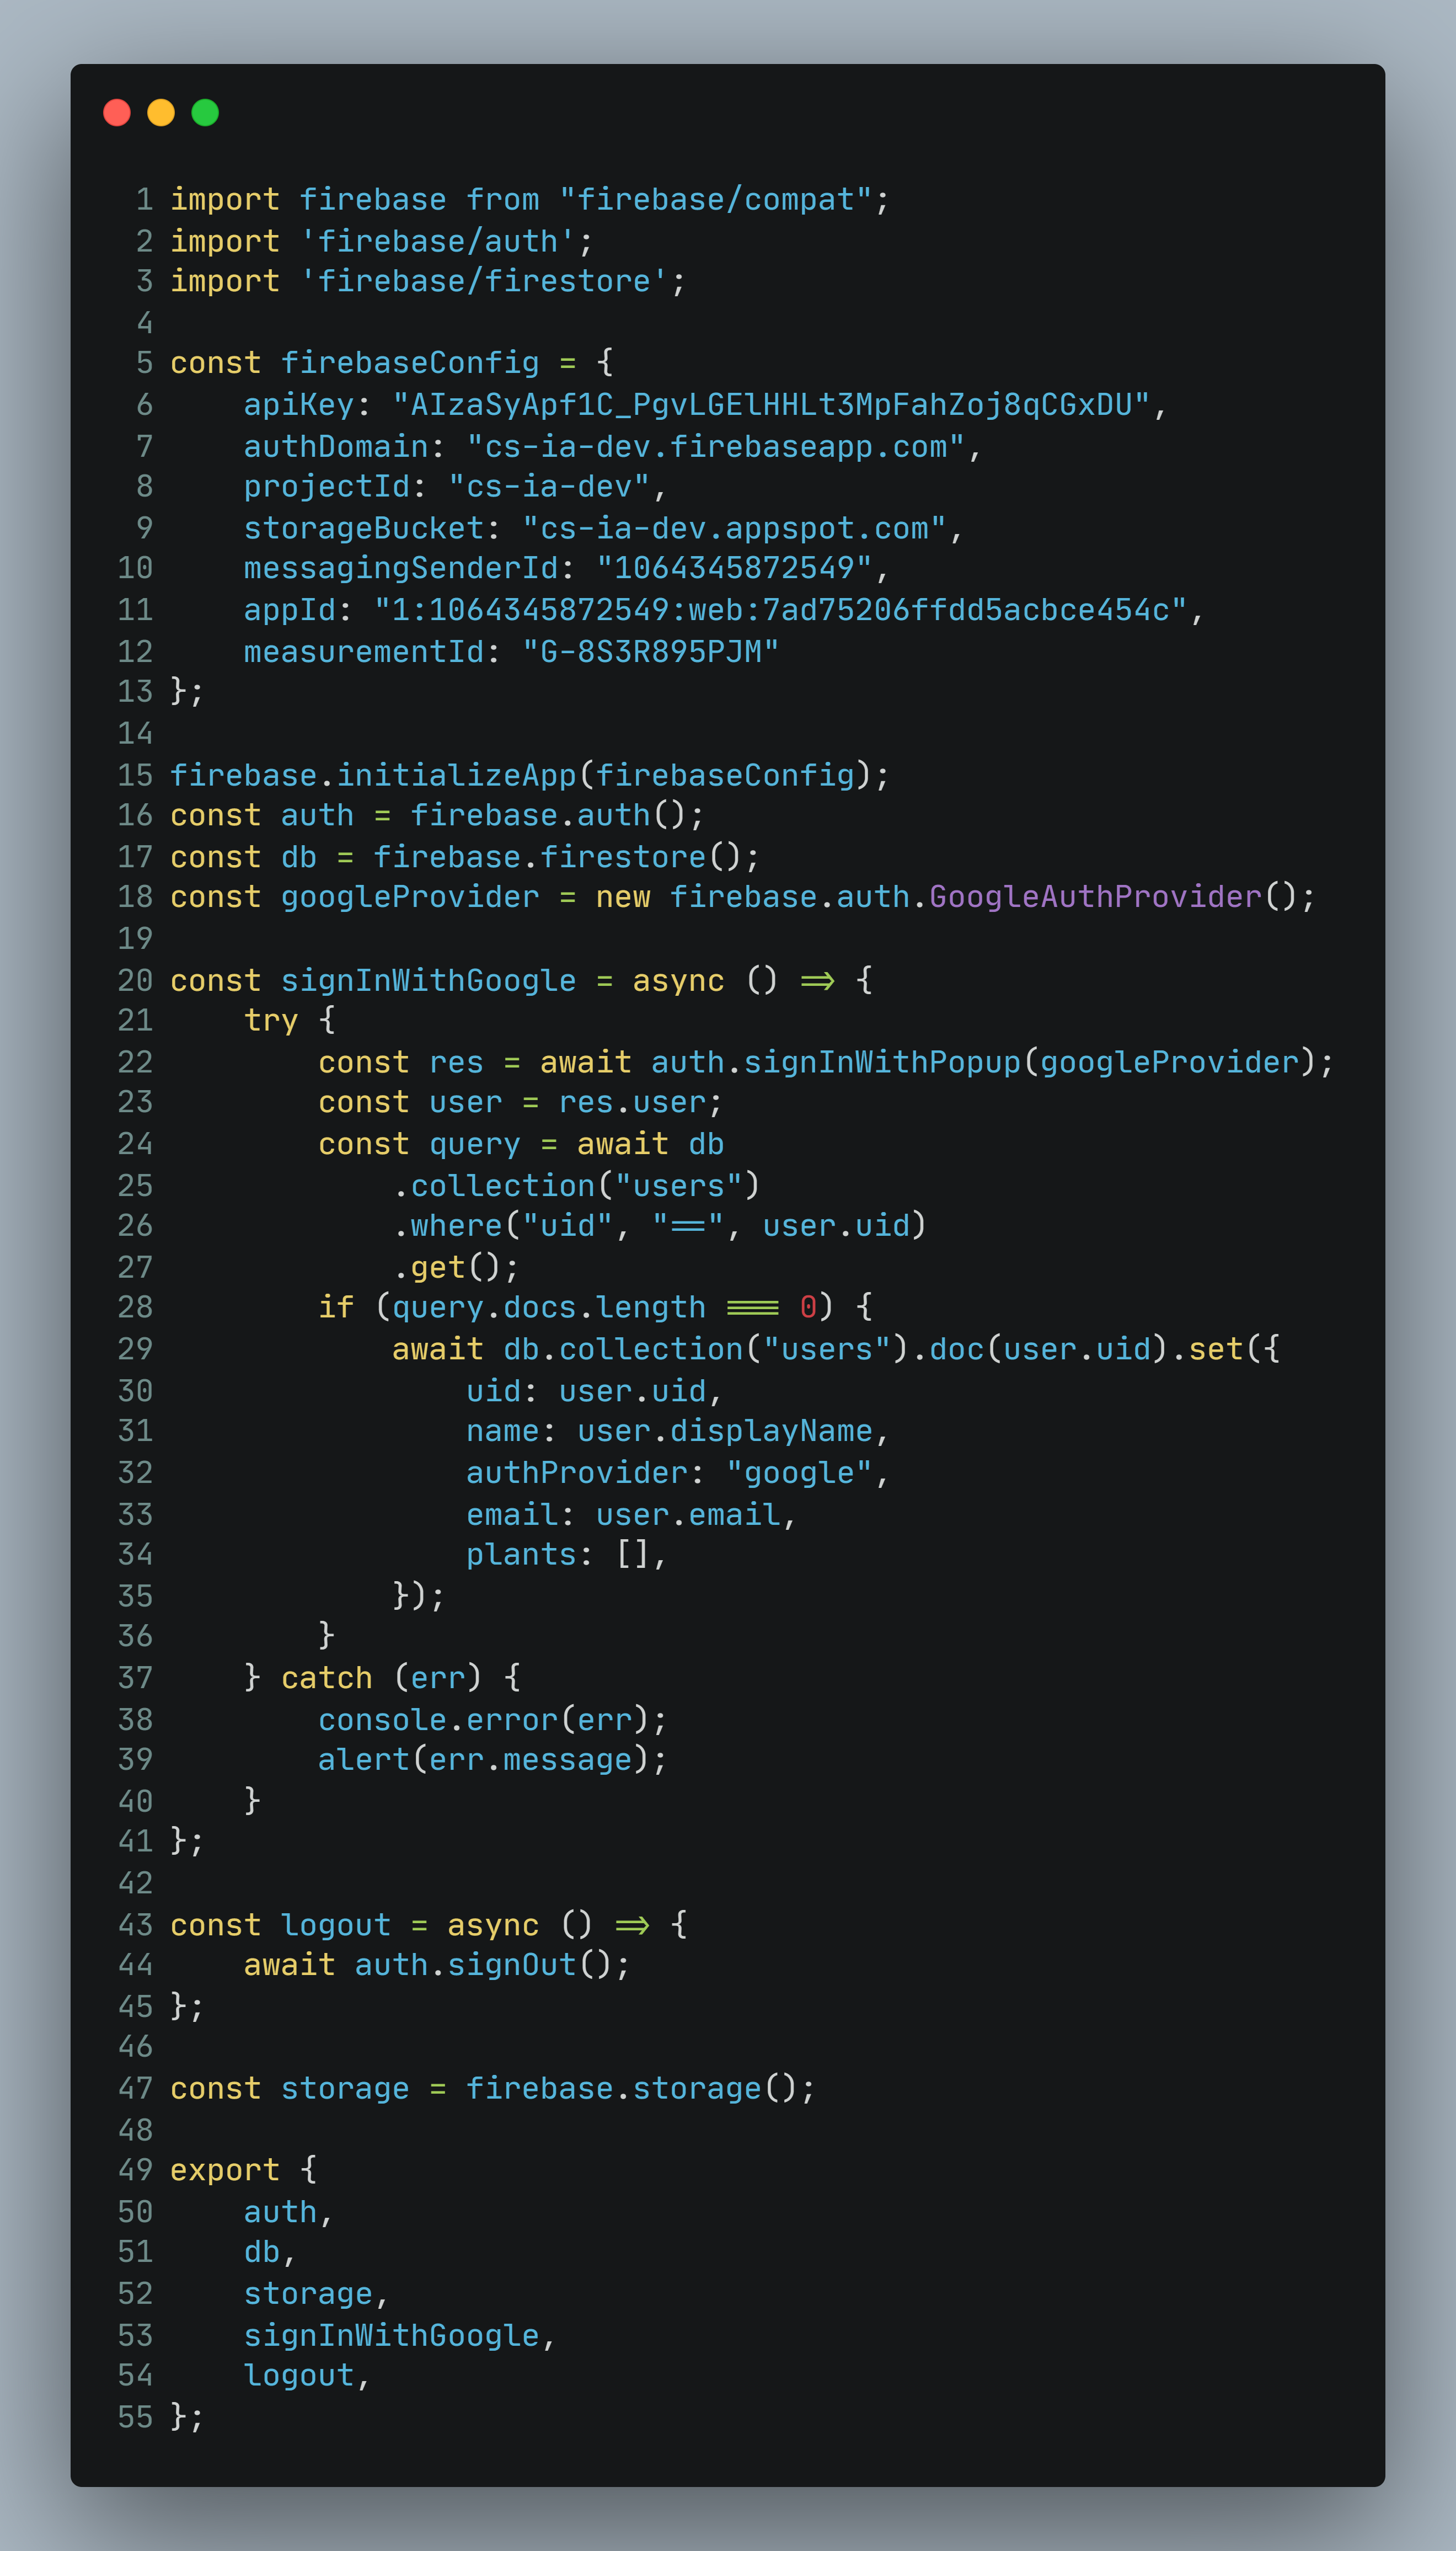 1 import firebase from "firebase/compat";
2 import 'firebase/auth';
3 import 'firebase/firestore';
4
5 const firebaseConfig = {
6     apiKey: "AIzaSyApf1C_PgvLGElHHLt3MpFahZoj8qCGxDU",
7     authDomain: "cs-ia-dev.firebaseapp.com",
8     projectId: "cs-ia-dev",
9     storageBucket: "cs-ia-dev.appspot.com",
10     messagingSenderId: "1064345872549",
11     appId: "1:1064345872549:web:7ad75206ffdd5acbce454c",
12     measurementId: "G-8S3R895PJM"
13 };
14
15 firebase.initializeApp(firebaseConfig);
16 const auth = firebase.auth();
17 const db = firebase.firestore();
18 const googleProvider = new firebase.auth.GoogleAuthProvider();
19
20 const signInWithGoogle = async () => {
21     try {
22         const res = await auth.signInWithPopup(googleProvider);
23         const user = res.user;
24         const query = await db
25             .collection("users")
26             .where("uid", "==", user.uid)
27             .get();
28         if (query.docs.length === 0) {
29             await db.collection("users").doc(user.uid).set({
30                 uid: user.uid,
31                 name: user.displayName,
32                 authProvider: "google",
33                 email: user.email,
34                 plants: [],
35             });
36         }
37     } catch (err) {
38         console.error(err);
39         alert(err.message);
40     }
41 };
42
43 const logout = async () => {
44     await auth.signOut();
45 };
46
47 const storage = firebase.storage();
48
49 export {
50     auth,
51     db,
52     storage,
53     signInWithGoogle,
54     logout,
55 };